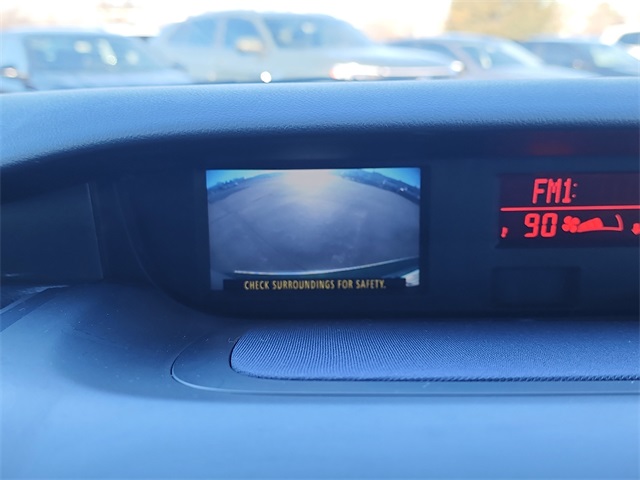 FM1:
90
CHECK SURROUNDINGS FOR SAFETY.